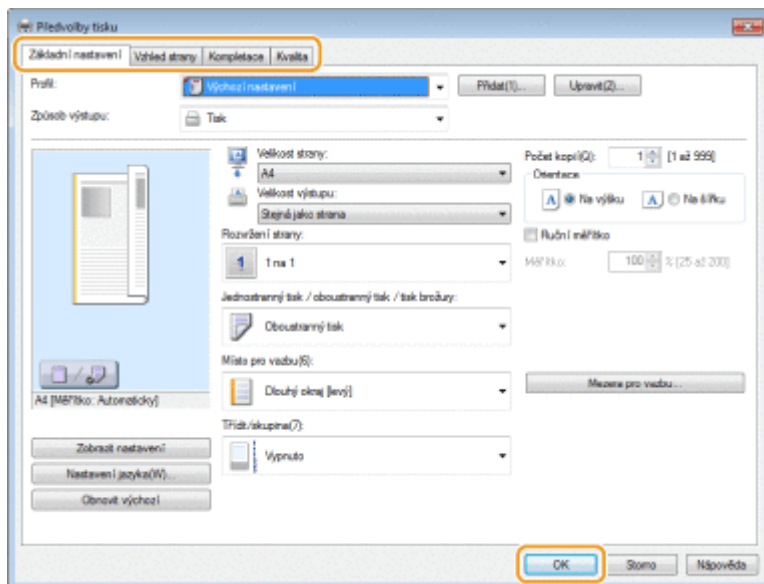 Předvolby tisku
Základní nastavení Vzhled strany Kompletace Kvalita
Profil: Výchozí nastavení Přidat(1)... Upravit(2)...
Způsob výstupu: Tisk
Velikost strany:
A4
Velikost výstupu:
Stejná jako strana
Počet kopií(Q): 1 [1 až 999]
Orientace
A Na výšku A Na šířku
Rozvržení strany:
1 1 na 1
Ruční měřítko
Měřítko: 100 % [25 až 200]
Jednostranný tisk / oboustranný tisk / tisk brožury:
Oboustranný tisk
Místo pro vazbu(6):
Dlouhý okraj [levý]
Mezera pro vazbu...
A4 [Měřítko: Automaticky]
Třídit/skupina(7):
Vypnuto
Zobrazit nastavení
Nastavení jazyka(W)...
Obnovit výchozí
OK Storno Nápověda